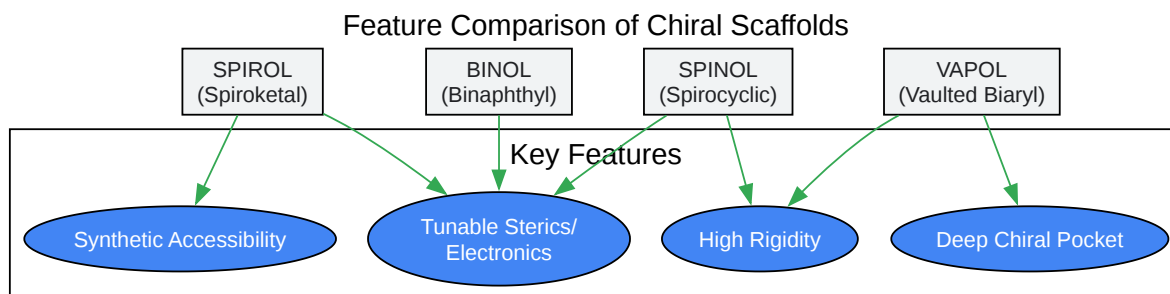 Feature Comparison of Chiral Scaffolds
SPIROL
(Spiroketal)
BINOL
(Binaphthyl)
SPINOL
(Spirocyclic)
VAPOL
(Vaulted Biaryl)
Key Features
Synthetic Accessibility
Tunable Sterics/
Electronics
High Rigidity
Deep Chiral Pocket